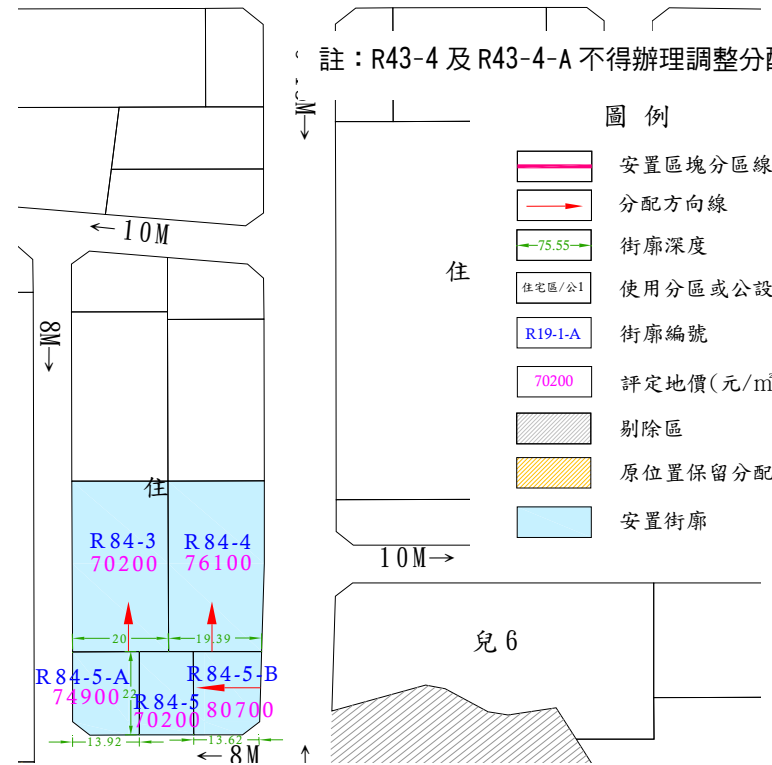 註：R43-4 及 R43-4-A 不得辦理調整分配
圖 例
安置區塊分區線
分配方向線
75.55
街廓深度
住宅區/公1
使用分區或公設
R19-1-A
街廓編號
70200
評定地價(元/㎡
剔除區
原位置保留分配
安置街廓
←10M
住
8M→
住
R84-3
70200
R84-4
76100
10M→
20
19.39
兒6
R84-5-A
74900
22
R84-5
70200
R84-5-B
80700
13.92
13.62
←8M